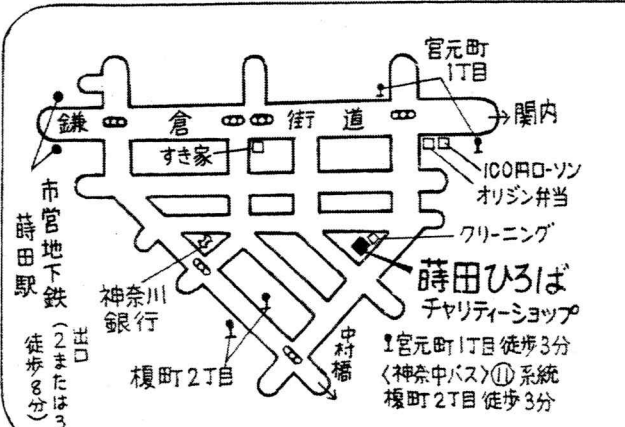 宮元町
1丁目
鎌倉街道
→関内
すき家
100円ローソン
オリジン弁当
クリーニング
市営地下鉄
蒔田駅
出口
(2または3
徒歩8分)
神奈川
銀行
蒔田ひろば
チャリティーショップ
榎町2丁目
中村橋
宮元町1丁目徒歩3分
〈神奈中バス〉⑪系統
榎町2丁目徒歩3分